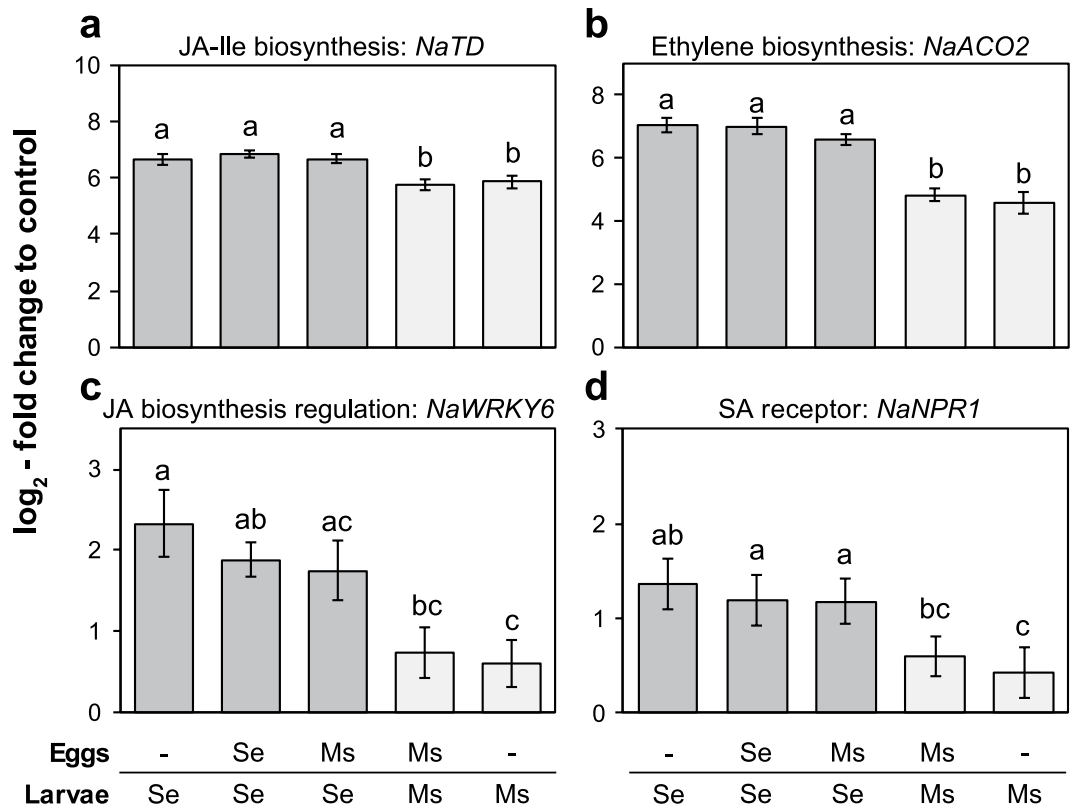 a
JA-Ile biosynthesis: NaTD
b
Ethylene biosynthesis: NaACO2
log2 - fold change to control
10
8
6
4
2
0
a
a
a
b
b
8
6
4
2
0
a
a
a
b
b
c
JA biosynthesis regulation: NaWRKY6
d
SA receptor: NaNPR1
3
2
1
0
a
ab
ac
bc
c
3
2
1
0
ab
a
a
bc
c
Eggs - Se Ms Ms - - Se Ms Ms -
Larvae Se Se Se Ms Ms Se Se Se Ms Ms